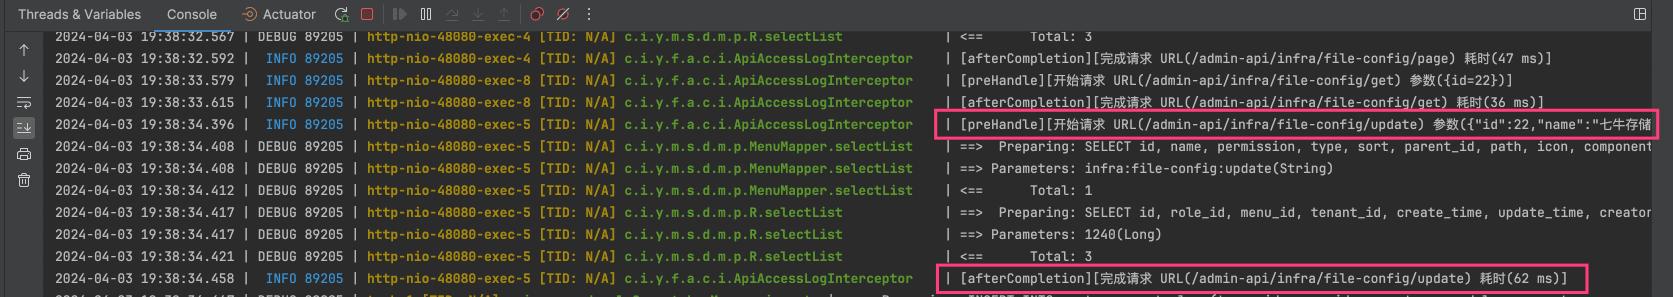 Threads & Variables Console Actuator
2024-04-03 19:38:32.567 | DEBUG 89205 | http-nio-48080-exec-4 [TID: N/A] c.i.y.m.s.d.m.p.R.selectList | <== Total: 3
2024-04-03 19:38:32.592 | INFO 89205 | http-nio-48080-exec-4 [TID: N/A] c.i.y.f.a.c.i.ApiAccessLogInterceptor | [afterCompletion][完成请求 URL(/admin-api/infra/file-config/page) 耗时(47 ms)]
2024-04-03 19:38:33.579 | INFO 89205 | http-nio-48080-exec-8 [TID: N/A] c.i.y.f.a.c.i.ApiAccessLogInterceptor | [preHandle][开始请求 URL(/admin-api/infra/file-config/get) 参数({id=22})]
2024-04-03 19:38:33.615 | INFO 89205 | http-nio-48080-exec-8 [TID: N/A] c.i.y.f.a.c.i.ApiAccessLogInterceptor | [afterCompletion][完成请求 URL(/admin-api/infra/file-config/get) 耗时(36 ms)]
2024-04-03 19:38:34.396 | INFO 89205 | http-nio-48080-exec-5 [TID: N/A] c.i.y.f.a.c.i.ApiAccessLogInterceptor | [preHandle][开始请求 URL(/admin-api/infra/file-config/update) 参数({"id":22,"name":"七牛存储
2024-04-03 19:38:34.408 | DEBUG 89205 | http-nio-48080-exec-5 [TID: N/A] c.i.y.m.s.d.m.p.MenuMapper.selectList | ==> Preparing: SELECT id, name, permission, type, sort, parent_id, path, icon, component
2024-04-03 19:38:34.408 | DEBUG 89205 | http-nio-48080-exec-5 [TID: N/A] c.i.y.m.s.d.m.p.MenuMapper.selectList | ==> Parameters: infra:file-config:update(String)
2024-04-03 19:38:34.412 | DEBUG 89205 | http-nio-48080-exec-5 [TID: N/A] c.i.y.m.s.d.m.p.MenuMapper.selectList | <== Total: 1
2024-04-03 19:38:34.417 | DEBUG 89205 | http-nio-48080-exec-5 [TID: N/A] c.i.y.m.s.d.m.p.R.selectList | ==> Preparing: SELECT id, role_id, menu_id, tenant_id, create_time, update_time, creator
2024-04-03 19:38:34.417 | DEBUG 89205 | http-nio-48080-exec-5 [TID: N/A] c.i.y.m.s.d.m.p.R.selectList | ==> Parameters: 1240(Long)
2024-04-03 19:38:34.421 | DEBUG 89205 | http-nio-48080-exec-5 [TID: N/A] c.i.y.m.s.d.m.p.R.selectList | <== Total: 3
2024-04-03 19:38:34.458 | INFO 89205 | http-nio-48080-exec-5 [TID: N/A] c.i.y.f.a.c.i.ApiAccessLogInterceptor | [afterCompletion][完成请求 URL(/admin-api/infra/file-config/update) 耗时(62 ms)]